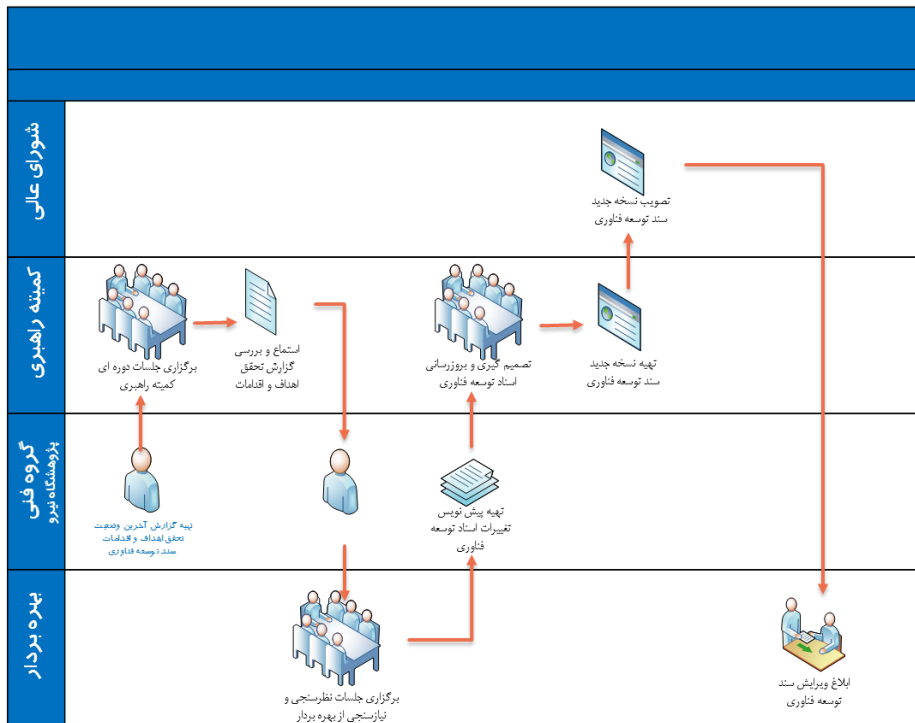 شورای عالی
تصویب نسخه جدید
سند توسعه فناوری
کمیته راهبری
برگزاری جلسات دوره ای
کمیته راهبری
استماع و بررسی
گزارش تحقق
اهداف و اقدامات
تصمیم گیری و بروزرسانی
اسناد توسعه فناوری
تهیه نسخه جدید
سند توسعه فناوری
گروه فنی
پژوهشگاه نیرو
تهیه گزارش آخرین وضعیت
تحقق اهداف و اقدامات
سند توسعه فناوری
تهیه پیش نویس
تغییرات اسناد توسعه
فناوری
بهره بردار
برگزاری جلسات نظرسنجی و
نیازسنجی از بهره بردار
ابلاغ ویرایش سند
توسعه فناوری